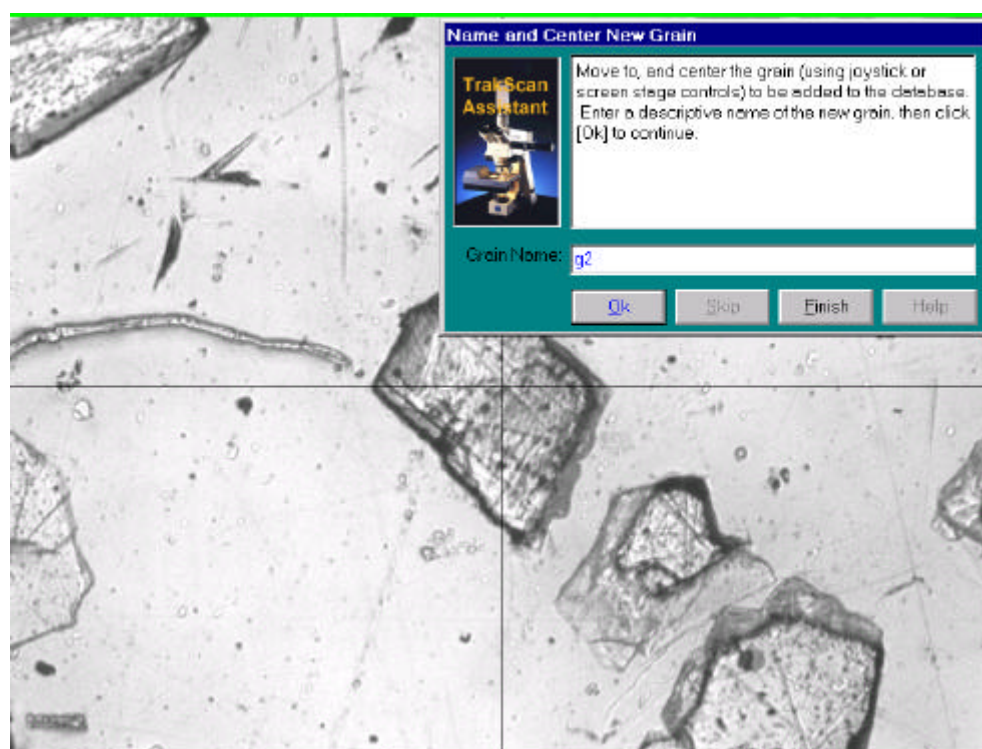 Name and Center New Grain
TrakScan
Assistant
Move to, and center the grain (using joystick or
screen stage controls) to be added to the database.
Enter a descriptive name of the new grain, then click
[Ok] to continue.
Grain Name:
g2
Ok
Skip
Finish
Help